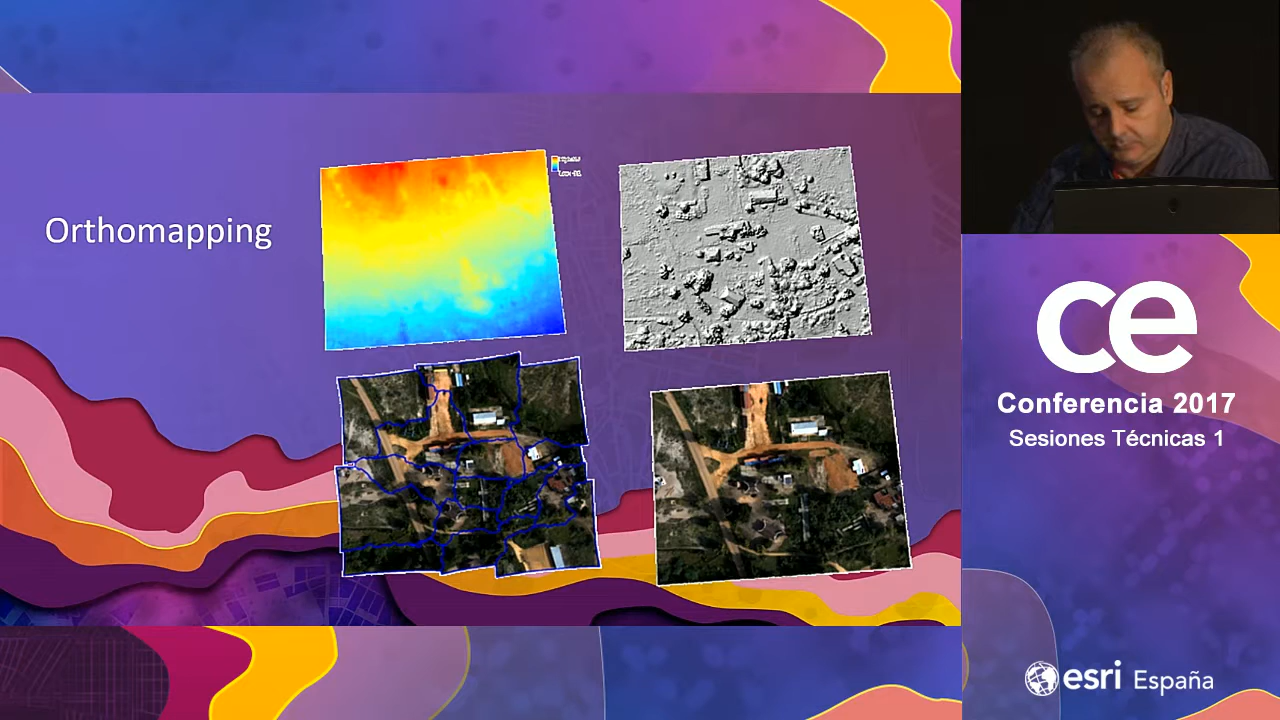 Orthomapping
ce
Conferencia 2017
Sesiones Técnicas 1
esri España